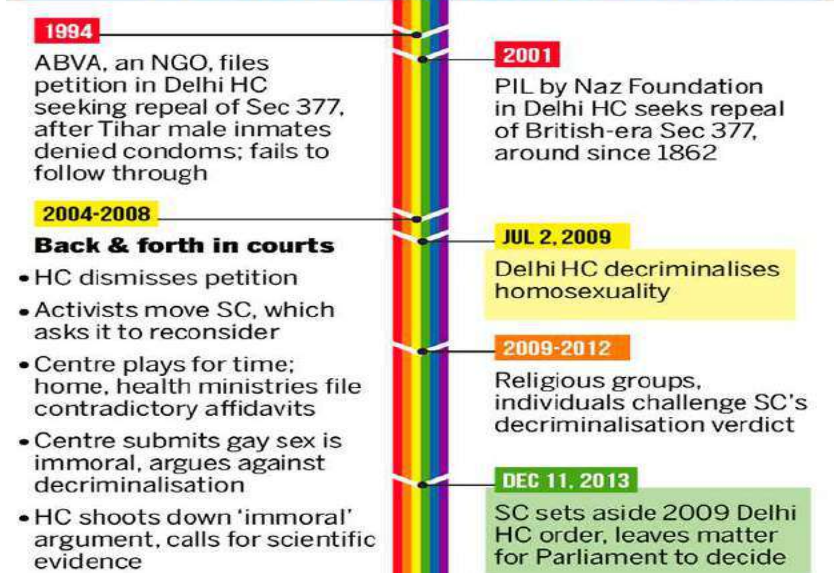 1994
ABVA, an NGO, files
petition in Delhi HC
seeking repeal of Sec 377,
after Tihar male inmates
denied condoms; fails to
follow through
2001
PIL by Naz Foundation
in Delhi HC seeks repeal
of British-era Sec 377,
around since 1862
2004-2008
Back & forth in courts
• HC dismisses petition
• Activists move SC, which
asks it to reconsider
• Centre plays for time;
home, health ministries file
contradictory affidavits
• Centre submits gay sex is
immoral, argues against
decriminalisation
• HC shoots down 'immoral'
argument, calls for scientific
evidence
JUL 2, 2009
Delhi HC decriminalises
homosexuality
2009-2012
Religious groups,
individuals challenge SC's
decriminalisation verdict
DEC 11, 2013
SC sets aside 2009 Delhi
HC order, leaves matter
for Parliament to decide